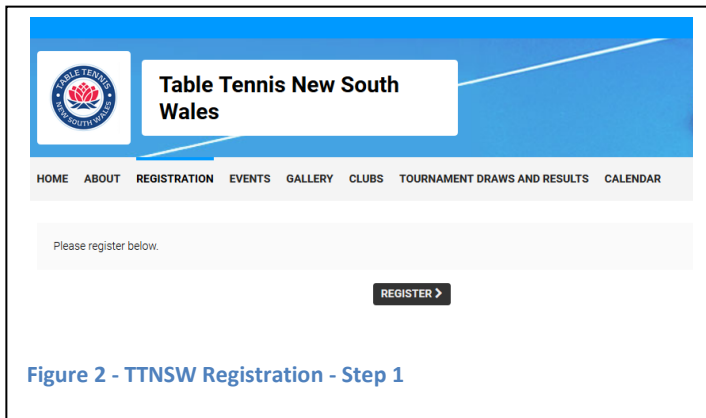 TABLE TENNIS
NEW SOUTH WALES
Table Tennis New South
Wales
HOME ABOUT REGISTRATION EVENTS GALLERY CLUBS TOURNAMENT DRAWS AND RESULTS CALENDAR
Please register below.
REGISTER >
Figure 2 - TTNSW Registration - Step 1